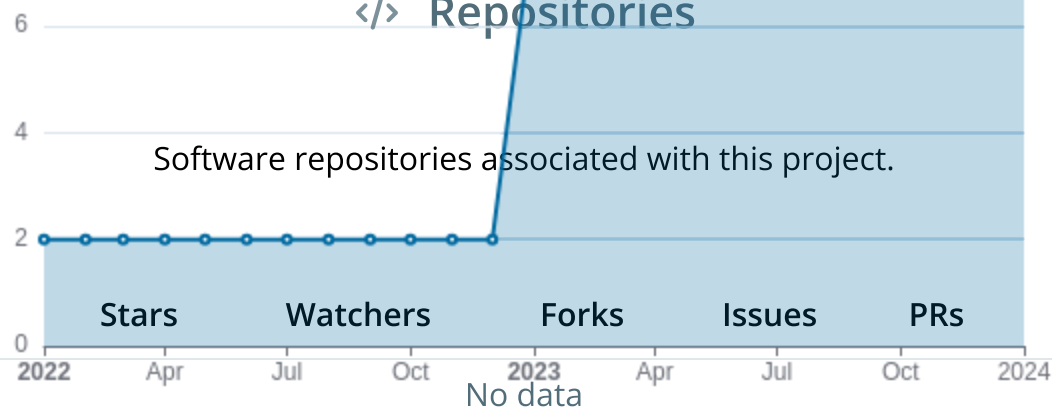 </> Repositories
6
4
Software repositories associated with this project.
2
Stars Watchers Forks Issues PRs
0
2022 Apr Jul Oct 2023 Apr Jul Oct 2024
No data